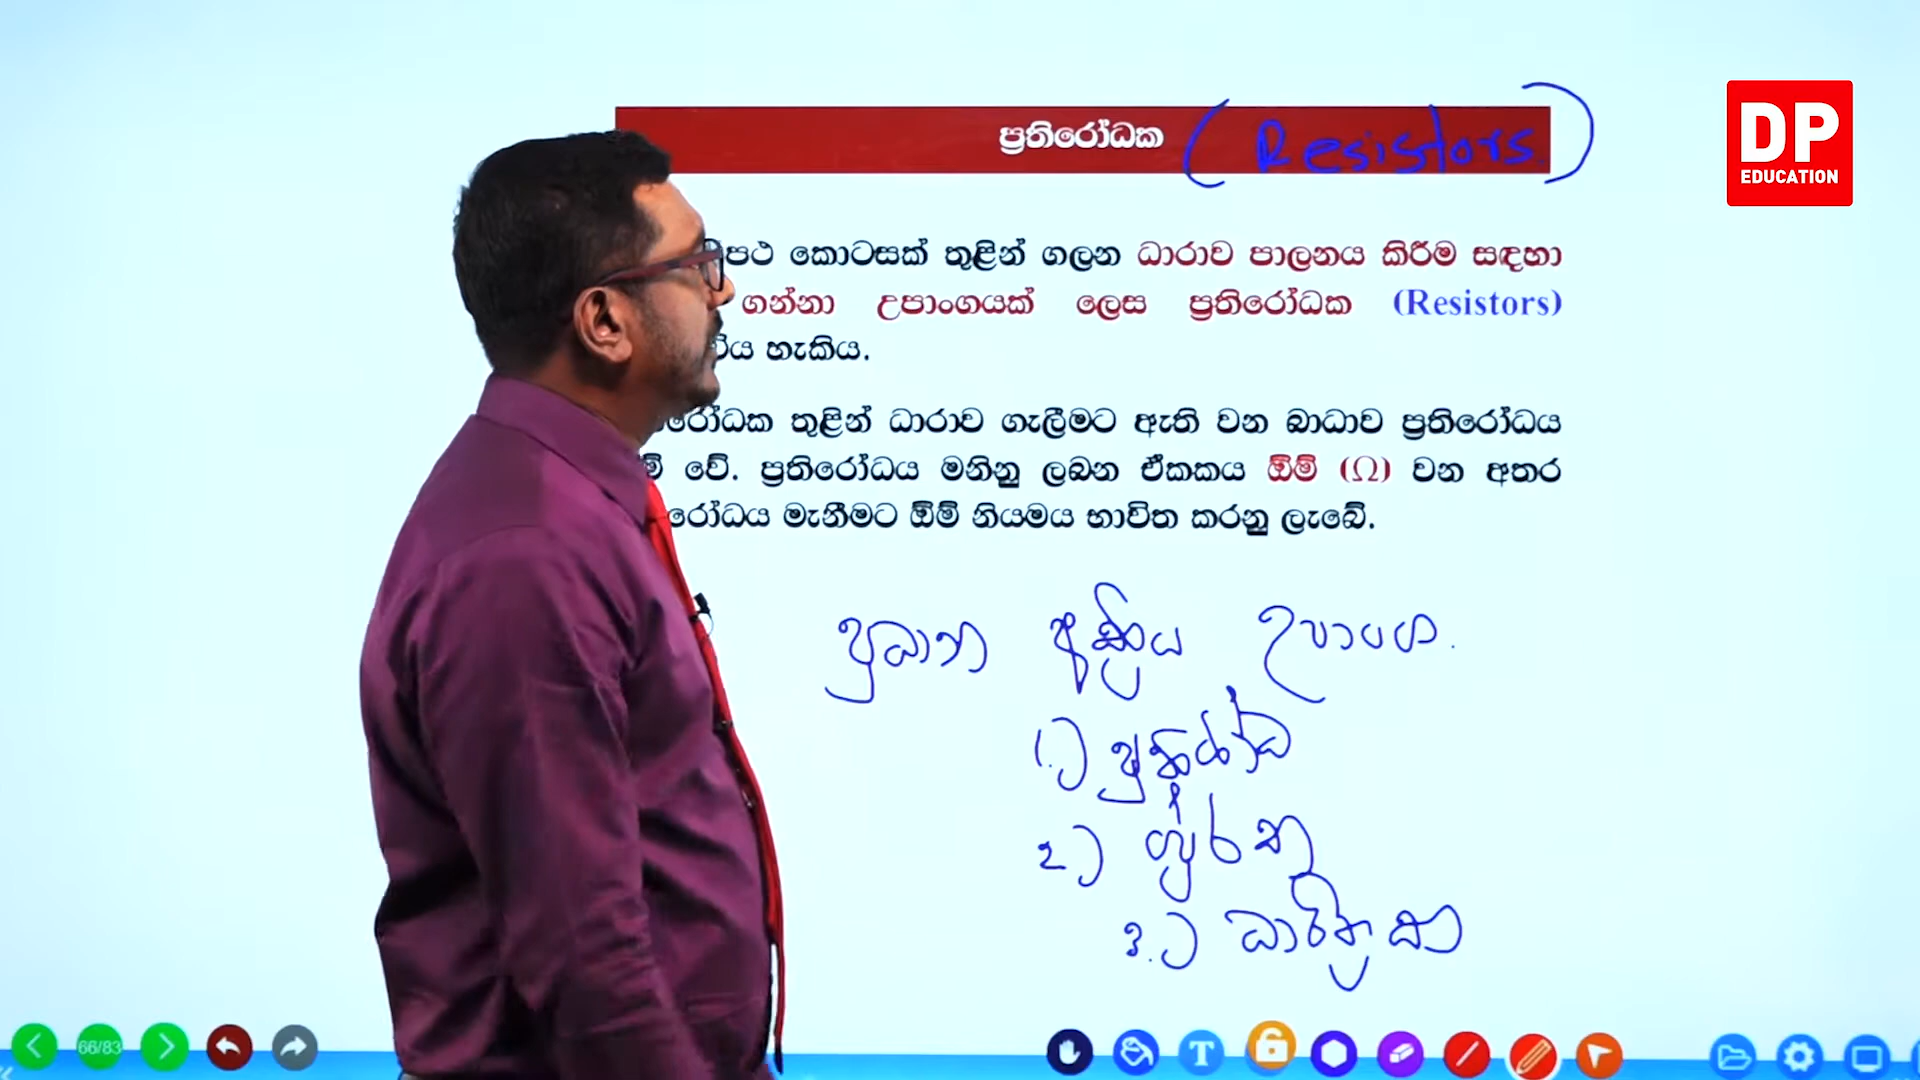 ප්‍රතිරෝධක (Resistors)
DP
EDUCATION
පථ කොටසක් තුළින් ගලන ධාරාව පාලනය කිරීම සඳහා
ගන්නා උපාංගයක් ලෙස ප්‍රතිරෝධක (Resistors)
හැකිය.
රෝධක තුළින් ධාරාව ගැලීමට ඇති වන බාධාව ප්‍රතිරෝධය
වේ. ප්‍රතිරෝධය මනිනු ලබන ඒකකය ඕම් (Ω) වන අතර
රෝධය මැනීමට ඕම් නියමය භාවිත කරනු ලැබේ.
ප්‍රධාන අක්‍රිය උපාංග.
1.) ප්‍රතිරෝධ
2.) ප්‍රේරක
3.) ධාරිත්‍රක
66/83